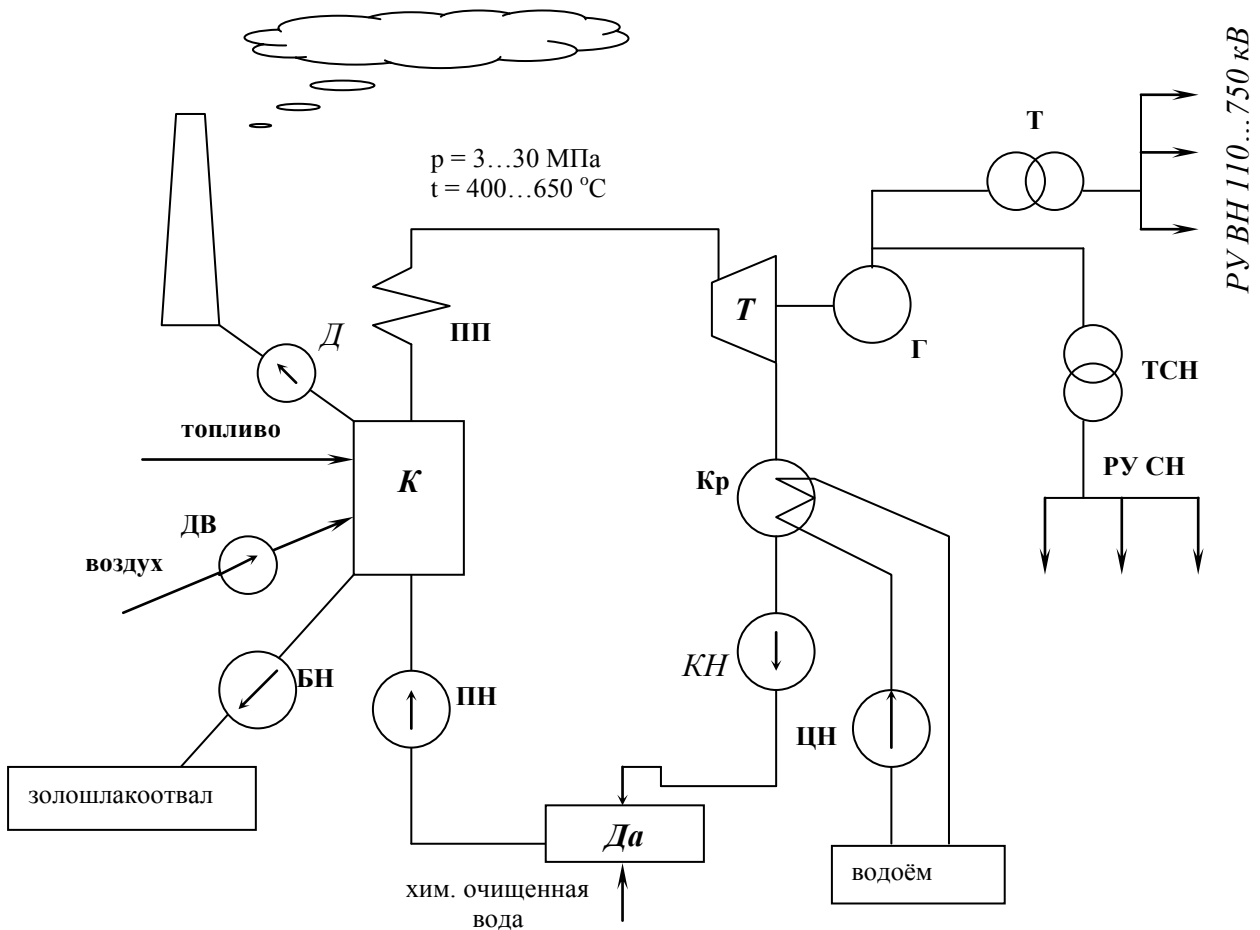 РУ ВН 110...750 кВ
Т
p = 3…30 МПа
t = 400…650 °С
Д
ПП
Т
Г
ТСН
топливо
К
Кр
РУ СН
ДВ
воздух
БН
ПН
КН
ЦН
золошлакоотвал
Да
водоём
хим. очищенная
вода